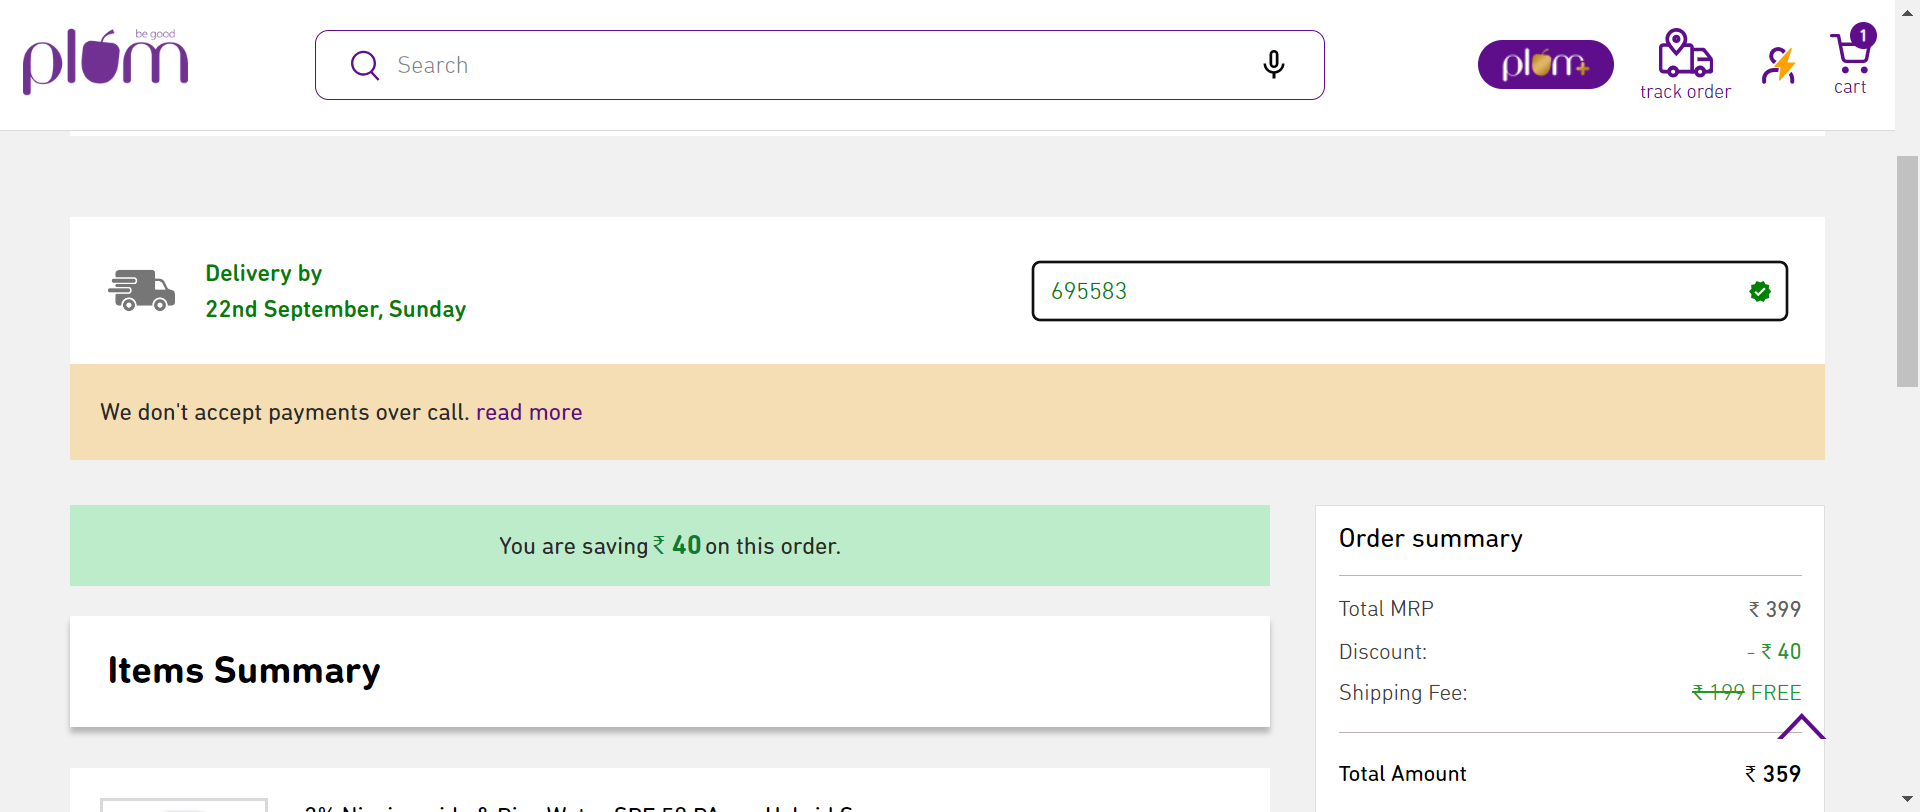 be good
plum
Search
plum+
track order
1
cart
Delivery by
22nd September, Sunday
695583
We don't accept payments over call. read more
You are saving ₹ 40 on this order.
Items Summary
Order summary
Total MRP ₹ 399
Discount: - ₹ 40
Shipping Fee: ₹ 199 FREE
Total Amount ₹ 359